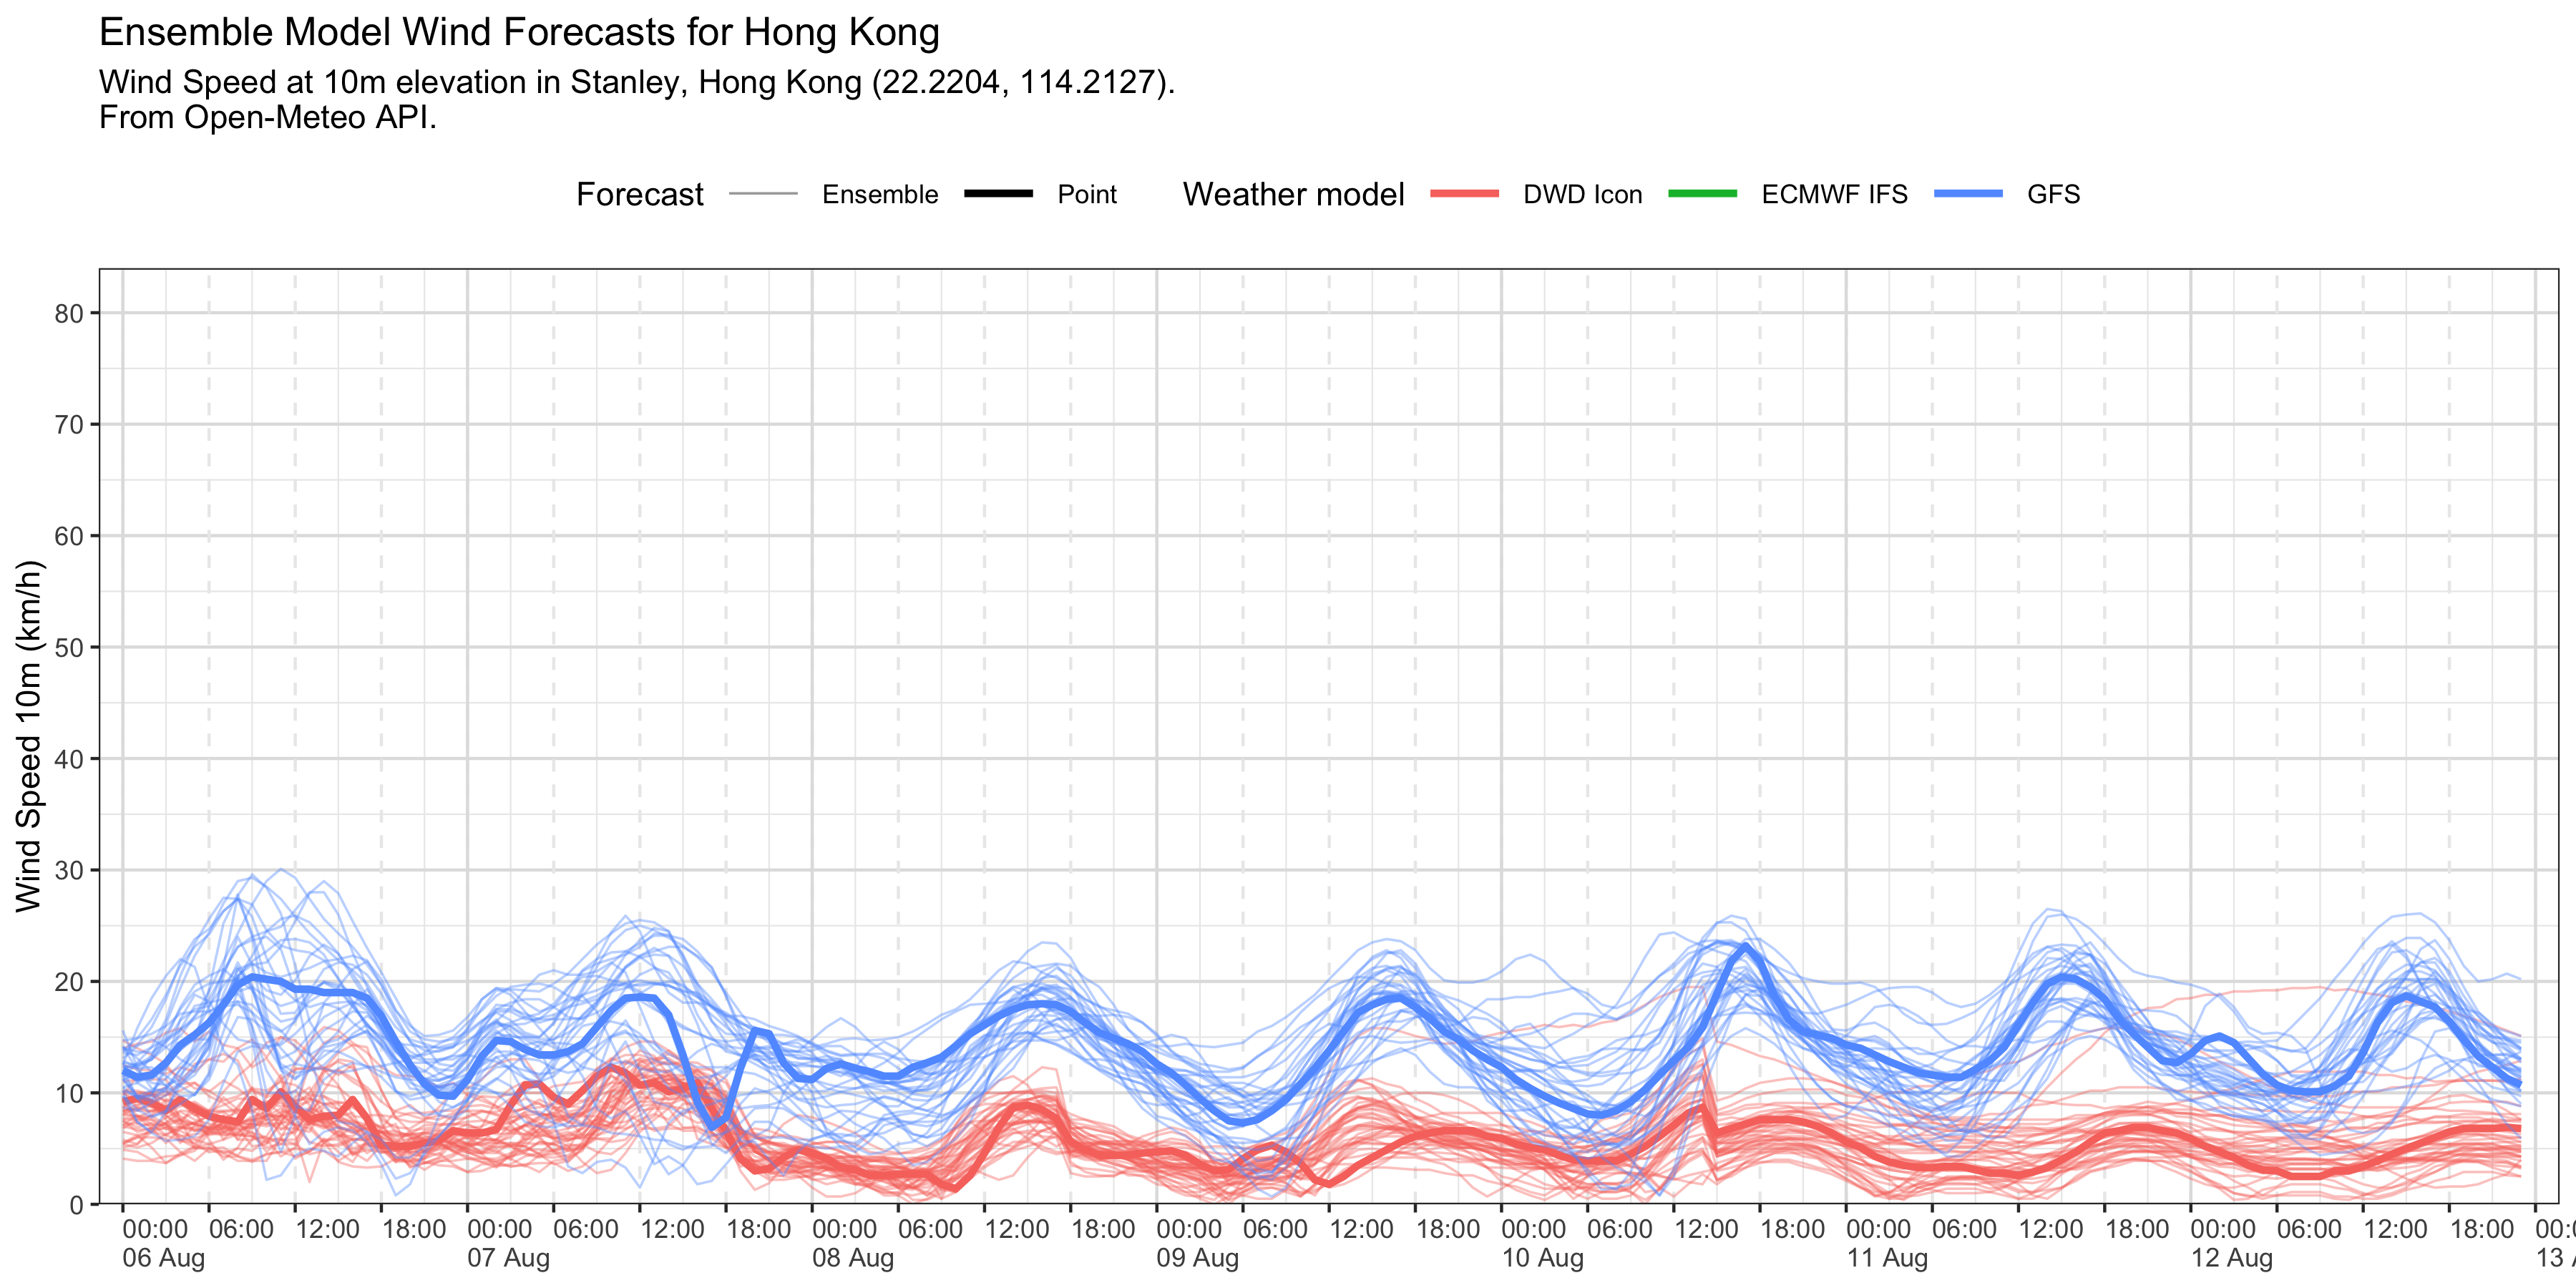 Ensemble Model Wind Forecasts for Hong Kong
Wind Speed at 10m elevation in Stanley, Hong Kong (22.2204, 114.2127).
From Open-Meteo API.
Forecast Ensemble Point Weather model DWD Icon ECMWF IFS GFS
Wind Speed 10m (km/h)
80
70
60
50
40
30
20
10
0
00:00 06:00 12:00 18:00 00:00 06:00 12:00 18:00 00:00 06:00 12:00 18:00 00:00 06:00 12:00 18:00 00:00 06:00 12:00 18:00 00:00 06:00 12:00 18:00 00:00 06:00 12:00 18:00 00:0
06 Aug 07 Aug 08 Aug 09 Aug 10 Aug 11 Aug 12 Aug 13 A